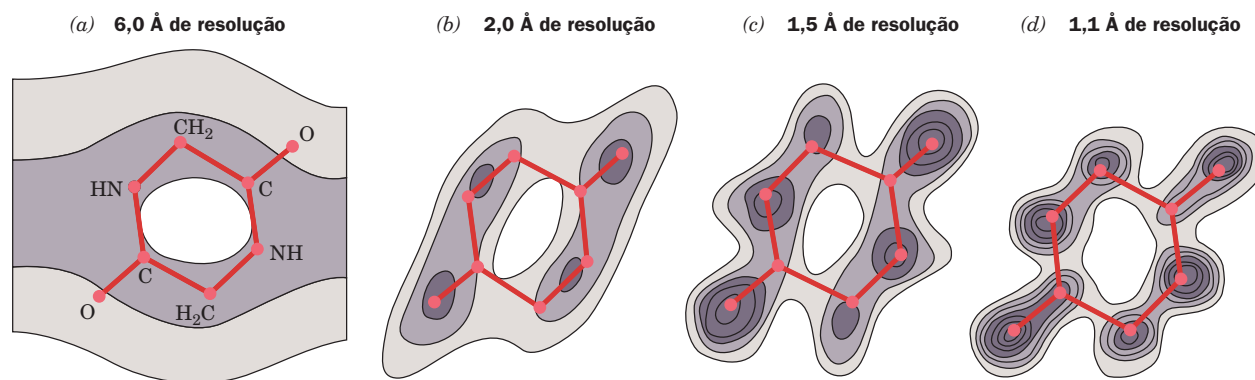 (a) 6,0 Å de resolução
(b) 2,0 Å de resolução
(c) 1,5 Å de resolução
(d) 1,1 Å de resolução
CH₂
O
HN
C
NH
C
O
H₂C